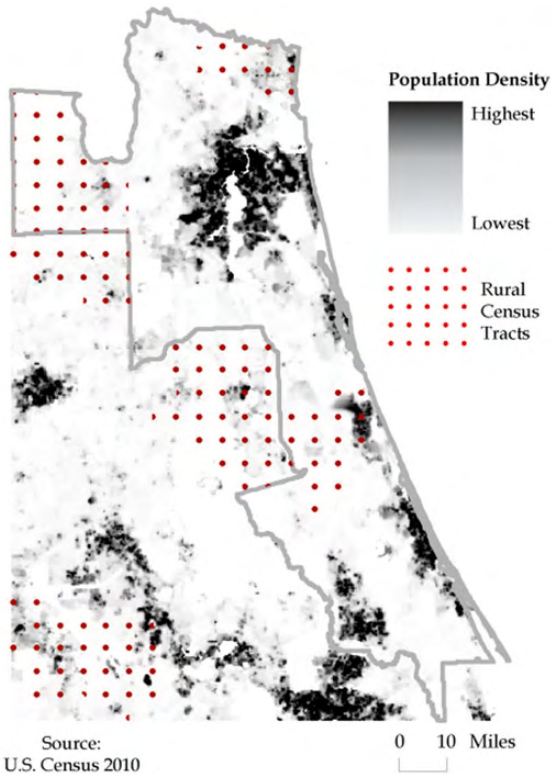 Population Density
Highest
Lowest
Rural
Census
Tracts
Source:
U.S. Census 2010
0 10 Miles